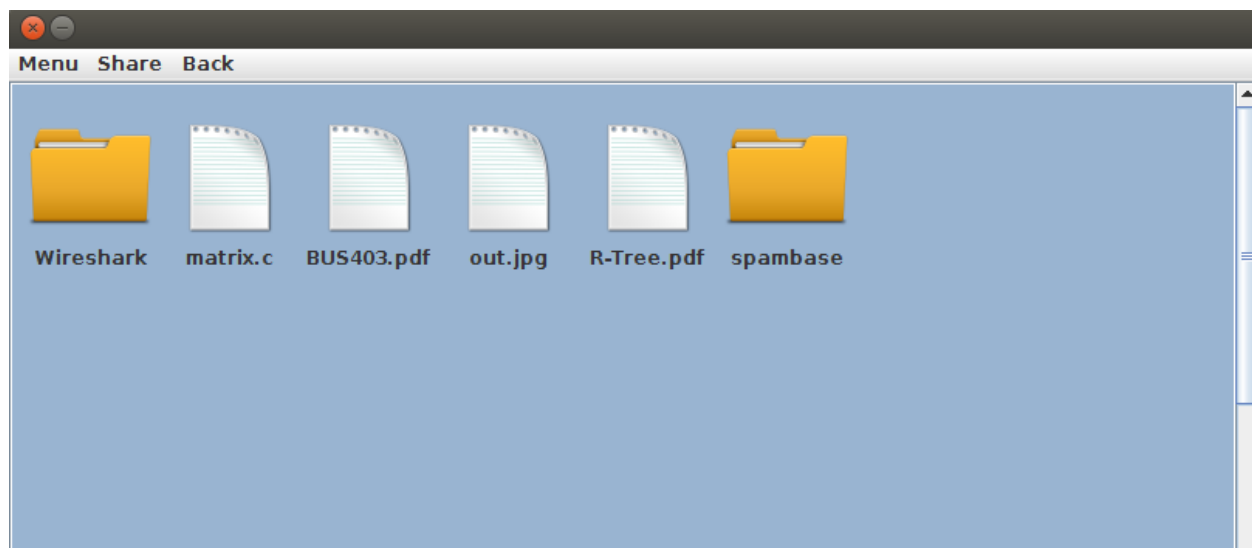 Menu Share Back
Wireshark matrix.c BUS403.pdf out.jpg R-Tree.pdf spambase